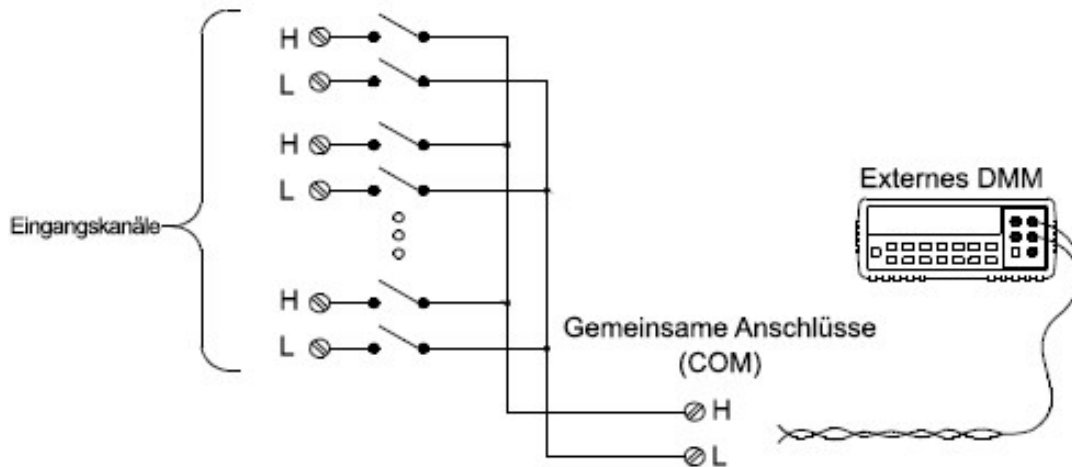 H
L
H
L
Externes DMM
Eingangskanäle
H
L
Gemeinsame Anschlüsse
(COM)
H
L